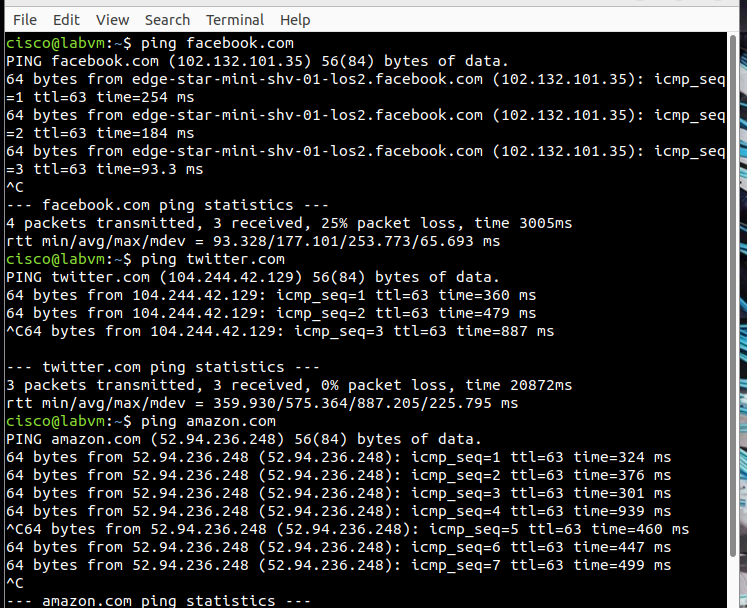 File Edit View Search Terminal Help
cisco@labvm:~$ ping facebook.com
PING facebook.com (102.132.101.35) 56(84) bytes of data.
64 bytes from edge-star-mini-shv-01-los2.facebook.com (102.132.101.35): icmp_seq
=1 ttl=63 time=254 ms
64 bytes from edge-star-mini-shv-01-los2.facebook.com (102.132.101.35): icmp_seq
=2 ttl=63 time=184 ms
64 bytes from edge-star-mini-shv-01-los2.facebook.com (102.132.101.35): icmp_seq
=3 ttl=63 time=93.3 ms
^C
--- facebook.com ping statistics ---
4 packets transmitted, 3 received, 25% packet loss, time 3005ms
rtt min/avg/max/mdev = 93.328/177.101/253.773/65.693 ms
cisco@labvm:~$ ping twitter.com
PING twitter.com (104.244.42.129) 56(84) bytes of data.
64 bytes from 104.244.42.129: icmp_seq=1 ttl=63 time=360 ms
64 bytes from 104.244.42.129: icmp_seq=2 ttl=63 time=479 ms
^C64 bytes from 104.244.42.129: icmp_seq=3 ttl=63 time=887 ms
--- twitter.com ping statistics ---
3 packets transmitted, 3 received, 0% packet loss, time 20872ms
rtt min/avg/max/mdev = 359.930/575.364/887.205/225.795 ms
cisco@labvm:~$ ping amazon.com
PING amazon.com (52.94.236.248) 56(84) bytes of data.
64 bytes from 52.94.236.248 (52.94.236.248): icmp_seq=1 ttl=63 time=324 ms
64 bytes from 52.94.236.248 (52.94.236.248): icmp_seq=2 ttl=63 time=376 ms
64 bytes from 52.94.236.248 (52.94.236.248): icmp_seq=3 ttl=63 time=301 ms
64 bytes from 52.94.236.248 (52.94.236.248): icmp_seq=4 ttl=63 time=939 ms
^C64 bytes from 52.94.236.248 (52.94.236.248): icmp_seq=5 ttl=63 time=460 ms
64 bytes from 52.94.236.248 (52.94.236.248): icmp_seq=6 ttl=63 time=447 ms
64 bytes from 52.94.236.248 (52.94.236.248): icmp_seq=7 ttl=63 time=499 ms
^C
--- amazon.com ping statistics ---